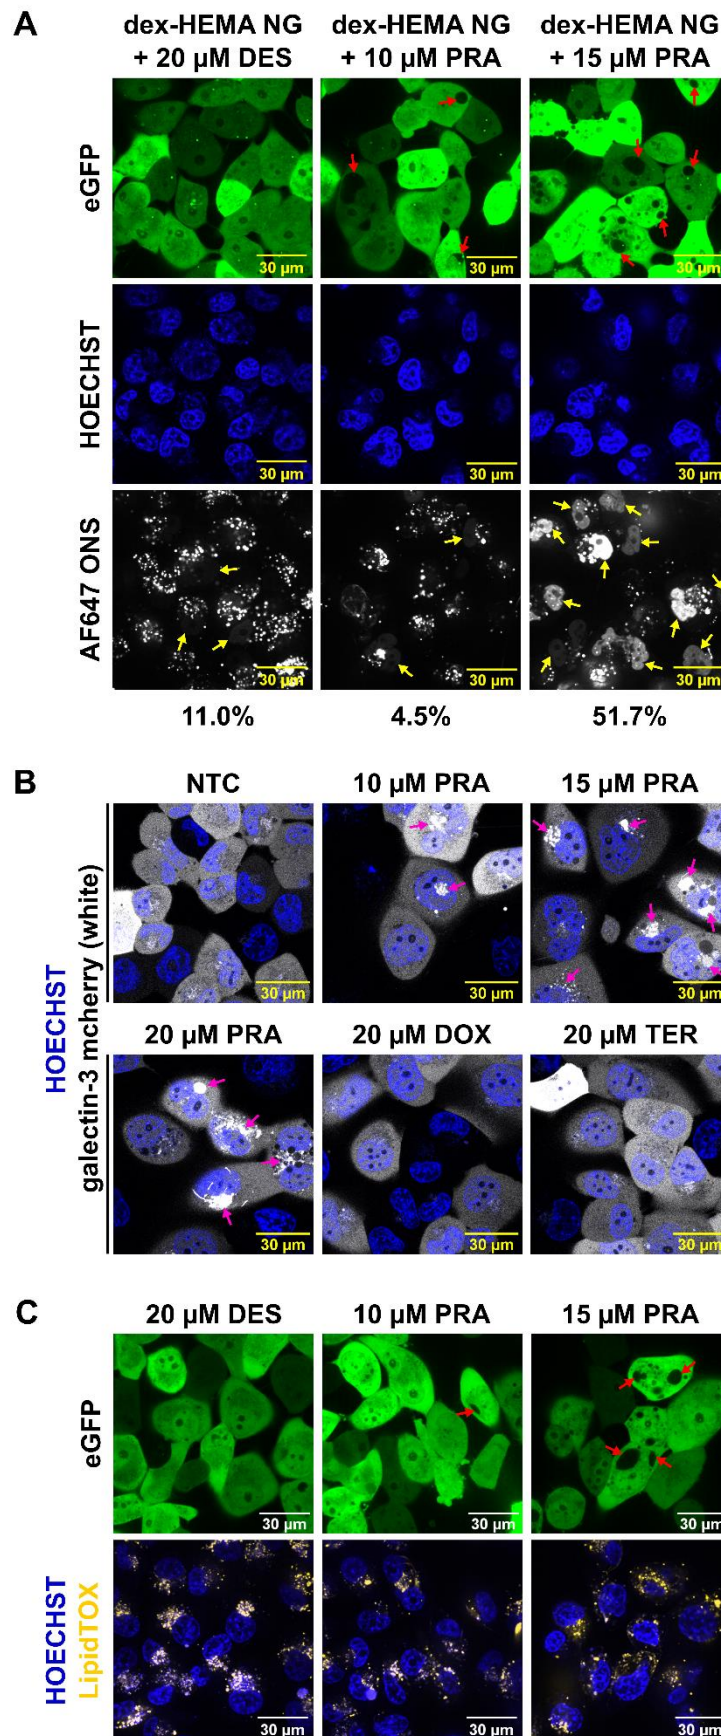 A
dex-HEMA NG + 20 µM DES
dex-HEMA NG + 10 µM PRA
dex-HEMA NG + 15 µM PRA
eGFP
30 µm
30 µm
30 µm
HOECHST
30 µm
30 µm
30 µm
AF647 ONS
30 µm
30 µm
30 µm
11.0%
4.5%
51.7%
B
NTC
10 µM PRA
15 µM PRA
HOECHST
galectin-3 mcherry (white)
30 µm
30 µm
30 µm
20 µM PRA
20 µM DOX
20 µM TER
30 µm
30 µm
30 µm
C
20 µM DES
10 µM PRA
15 µM PRA
eGFP
30 µm
30 µm
30 µm
HOECHST
LipidTOX
30 µm
30 µm
30 µm